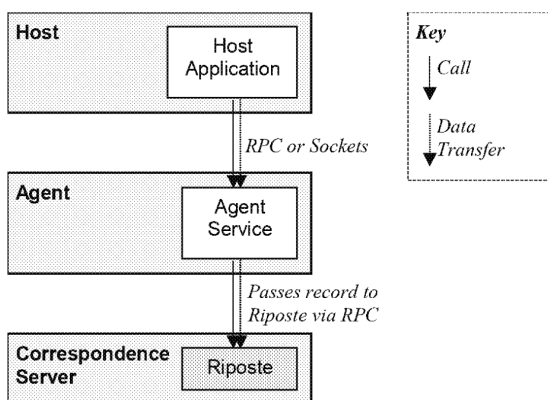 Host
Host
Application
Key
Call
Data
Transfer
RPC or Sockets
Agent
Agent
Service
Passes record to
Riposte via RPC
Correspondence
Server
Riposte